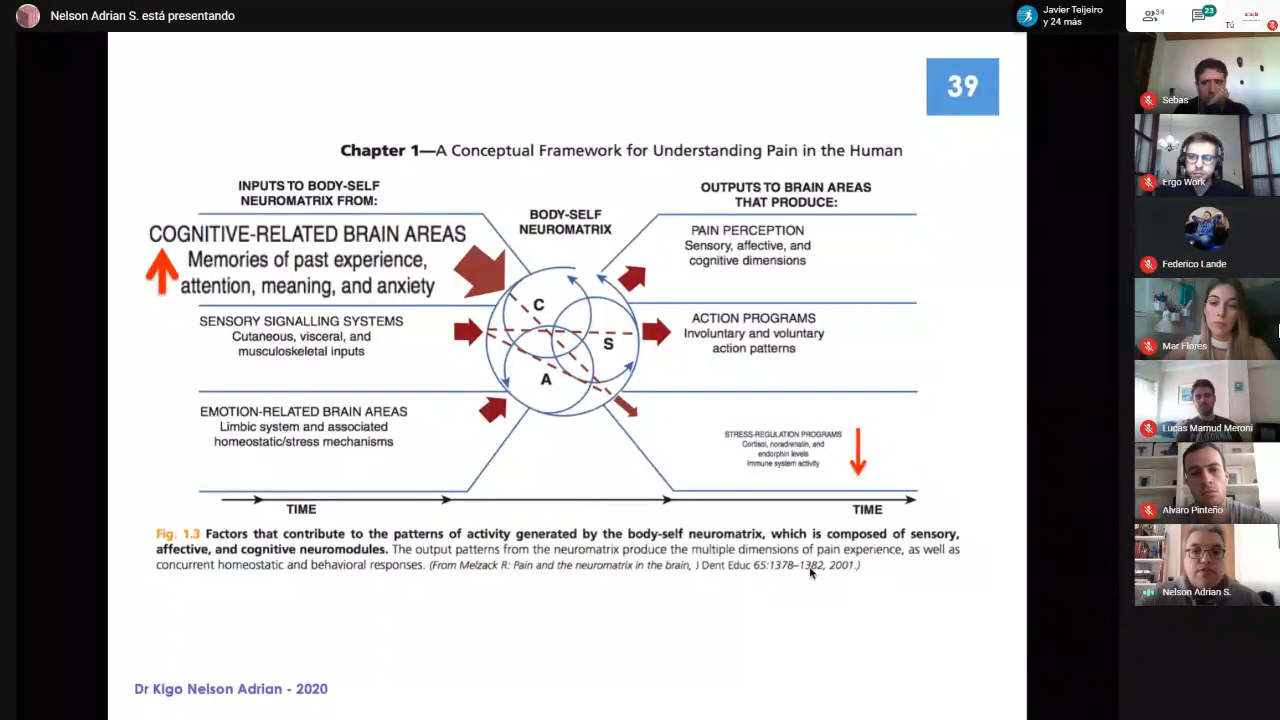 Nelson Adrian S. está presentando
Javier Teijeiro
y 24 más
34
23
Tú
39
Chapter 1—A Conceptual Framework for Understanding Pain in the Human
INPUTS TO BODY-SELF
NEUROMATRIX FROM:
COGNITIVE-RELATED BRAIN AREAS
Memories of past experience,
attention, meaning, and anxiety
SENSORY SIGNALLING SYSTEMS
Cutaneous, visceral, and
musculoskeletal inputs
EMOTION-RELATED BRAIN AREAS
Limbic system and associated
homeostatic/stress mechanisms
BODY-SELF
NEUROMATRIX
C
S
A
OUTPUTS TO BRAIN AREAS
THAT PRODUCE:
PAIN PERCEPTION
Sensory, affective, and
cognitive dimensions
ACTION PROGRAMS
Involuntary and voluntary
action patterns
STRESS-REGULATION PROGRAMS
Cortisol, noradrenalin, and
endorphin levels
Immune system activity
TIME
TIME
Fig. 1.3 Factors that contribute to the patterns of activity generated by the body-self neuromatrix, which is composed of sensory,
affective, and cognitive neuromodules. The output patterns from the neuromatrix produce the multiple dimensions of pain experience, as well as
concurrent homeostatic and behavioral responses. (From Melzack R: Pain and the neuromatrix in the brain, J Dent Educ 65:1378–1382, 2001.)
Dr Kigo Nelson Adrian - 2020
Sebas
Ergo Work
Federico Lande
Mar Flores
Lucas Mamud Meroni
Alvaro Pinteño
Nelson Adrian S.